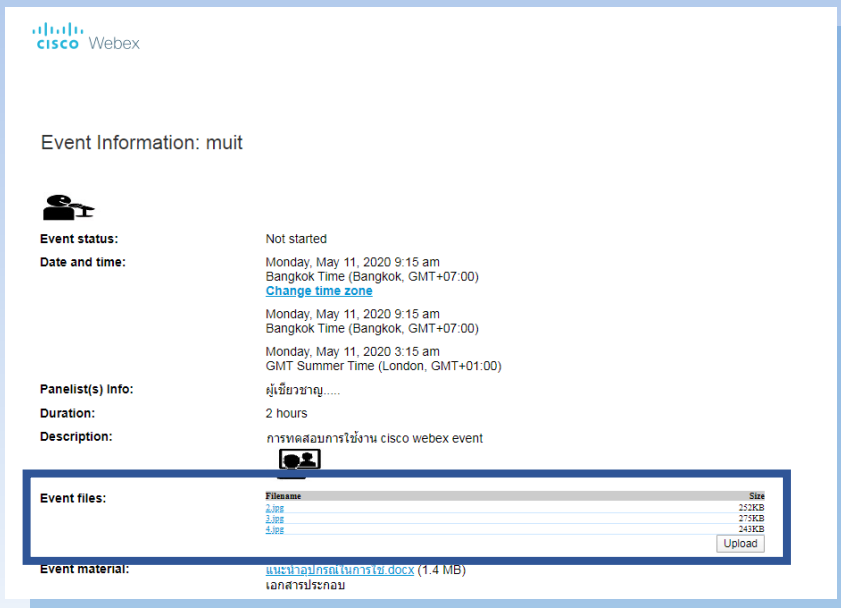 CISCO Webex
Event Information: muit
Event status: Not started
Date and time: Monday, May 11, 2020 9:15 am
Bangkok Time (Bangkok, GMT+07:00)
Change time zone
Monday, May 11, 2020 9:15 am
Bangkok Time (Bangkok, GMT+07:00)
Monday, May 11, 2020 3:15 am
GMT Summer Time (London, GMT+01:00)
Panelist(s) Info: ผู้เชี่ยวชาญ.....
Duration: 2 hours
Description: การทดสอบการใช้งาน cisco webex event
Event files: Filename Size
2.jpg 252KB
3.jpg 275KB
4.jpg 243KB
Upload
Event material: แนะนำอุปกรณ์ในการใช้.docx (1.4 MB)
เอกสารประกอบ